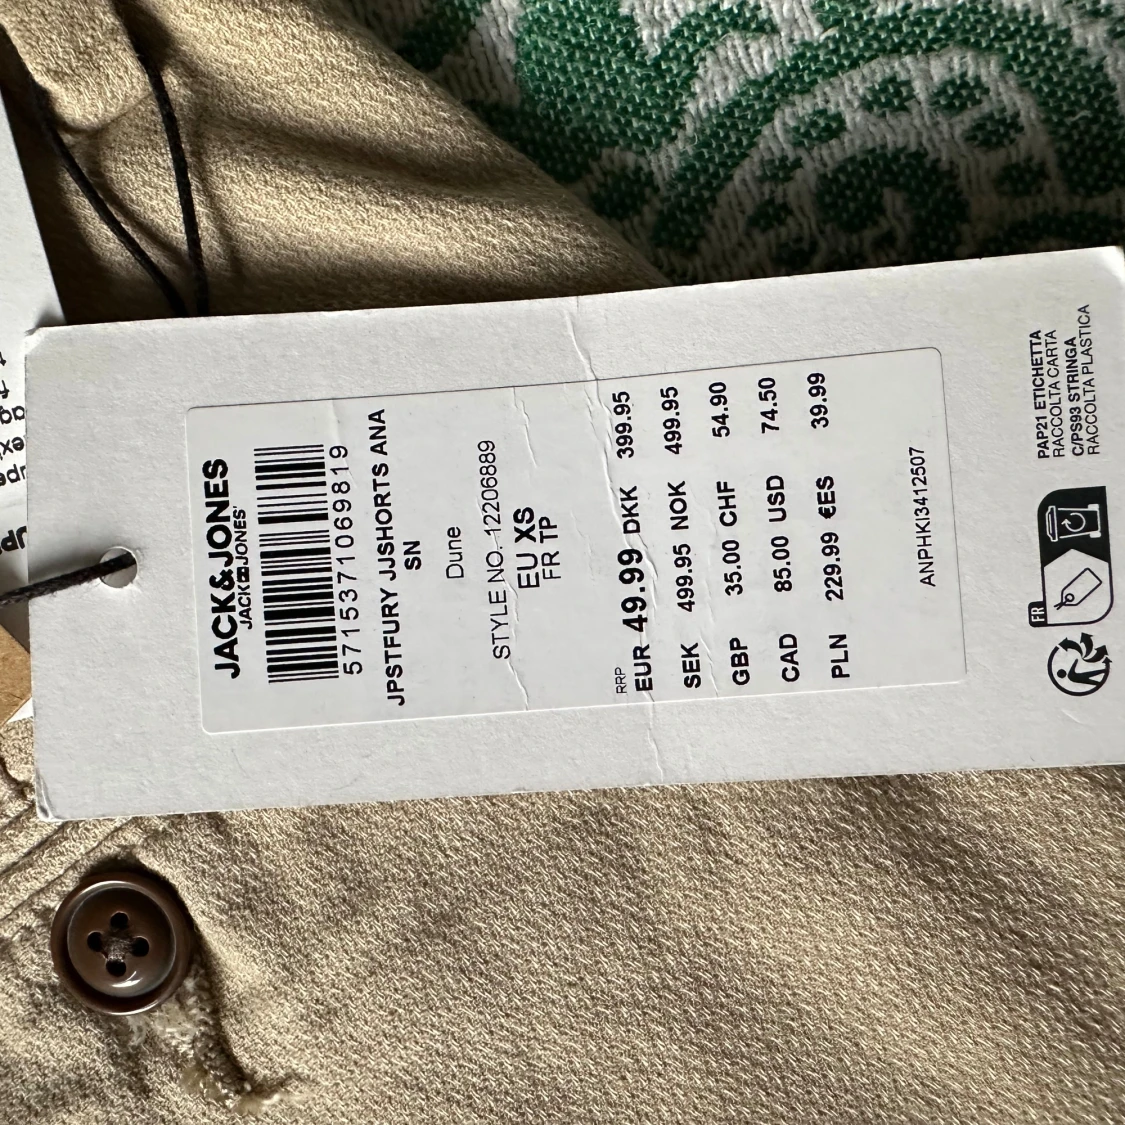 JACK&JONES
JACK JONES
5715371069819
JPSTFURY JJSHORTS ANA
SN
Dune
STYLE NO. 12206889
EU XS
FR TP
RRP
EUR 49.99 DKK 399.95
SEK 499.95 NOK 499.95
GBP 35.00 CHF 54.90
CAD 85.00 USD 74.50
PLN 229.99 €ES 39.99
ANPHKI3412507
PAP21 ETICHETTA
RACCOLTA CARTA
C/PS93 STRINGA
RACCOLTA PLASTICA
FR